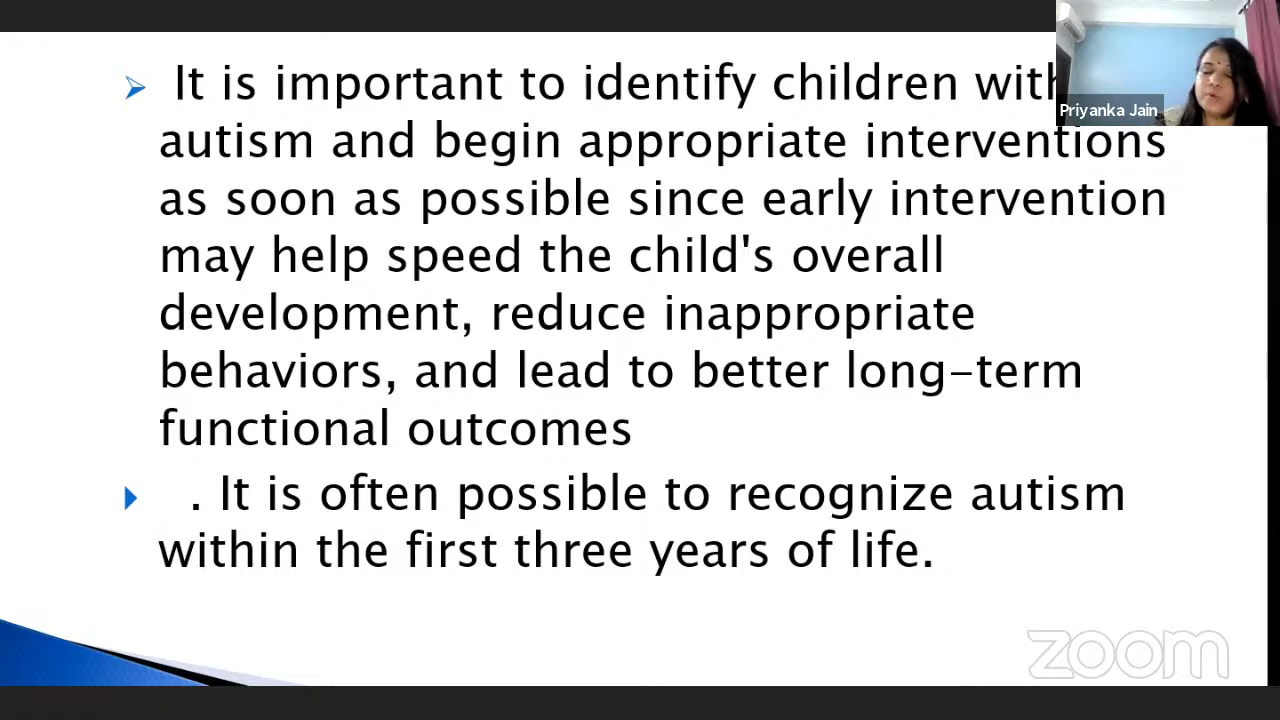 It is important to identify children with
autism and begin appropriate interventions
as soon as possible since early intervention
may help speed the child's overall
development, reduce inappropriate
behaviors, and lead to better long-term
functional outcomes
. It is often possible to recognize autism
within the first three years of life.
Priyanka Jain
zoom